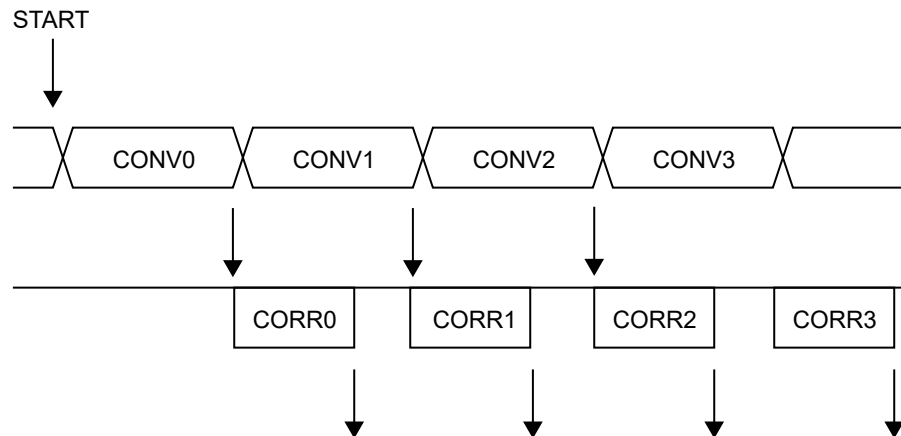 START
CONV0 CONV1 CONV2 CONV3
CORR0 CORR1 CORR2 CORR3